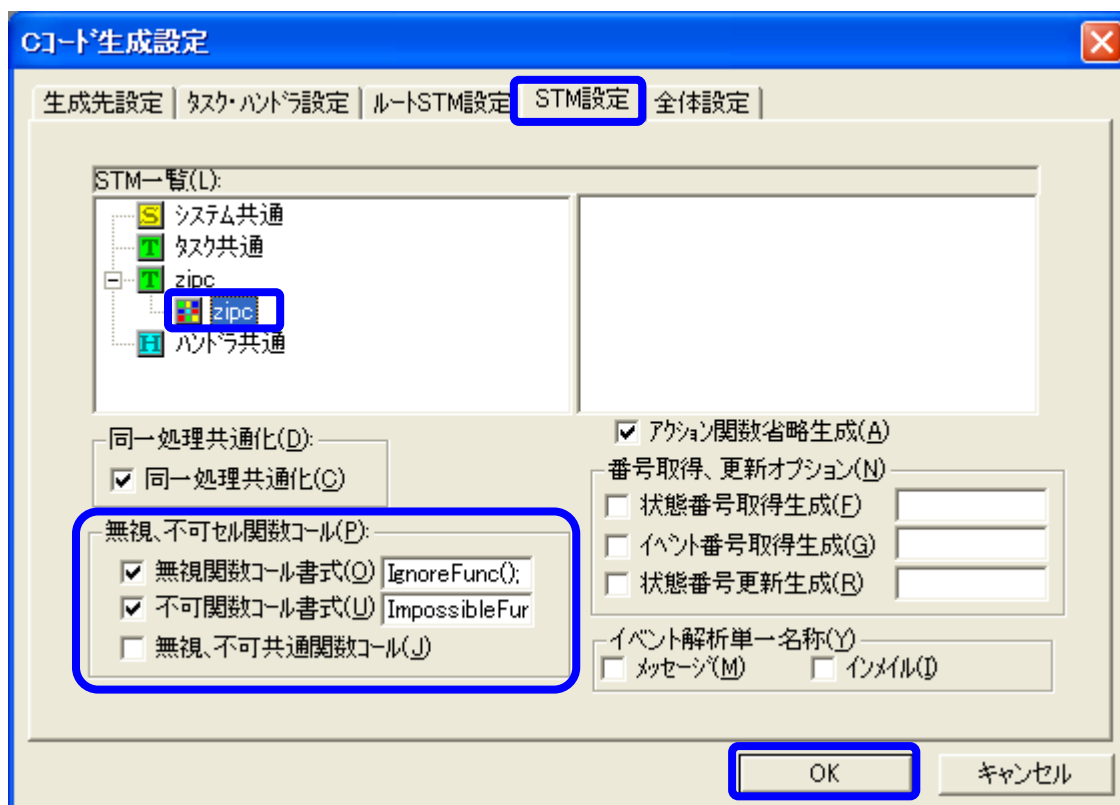 Cｺｰﾄﾞ生成設定
生成先設定
ﾀｽｸ・ﾊﾝﾄﾞﾗ設定
ﾙｰﾄSTM設定
STM設定
全体設定
STM一覧(L):
S ｼｽﾃﾑ共通
T ﾀｽｸ共通
T zipc
zipc
H ﾊﾝﾄﾞﾗ共通
同一処理共通化(D):
同一処理共通化(C)
無視、不可ｾﾙ関数ｺｰﾙ(P):
無視関数ｺｰﾙ書式(O) IgnoreFunc();
不可関数ｺｰﾙ書式(U) ImpossibleFur
無視、不可共通関数ｺｰﾙ(J)
ｱｸｼｮﾝ関数省略生成(A)
番号取得、更新オプション(N)
状態番号取得生成(F)
ｲﾍﾞﾝﾄ番号取得生成(G)
状態番号更新生成(R)
イベント解析単一名称(Y)
ﾒｯｾｰｼﾞ(M)
ｲﾝﾒｲﾙ(I)
OK
キャンセル